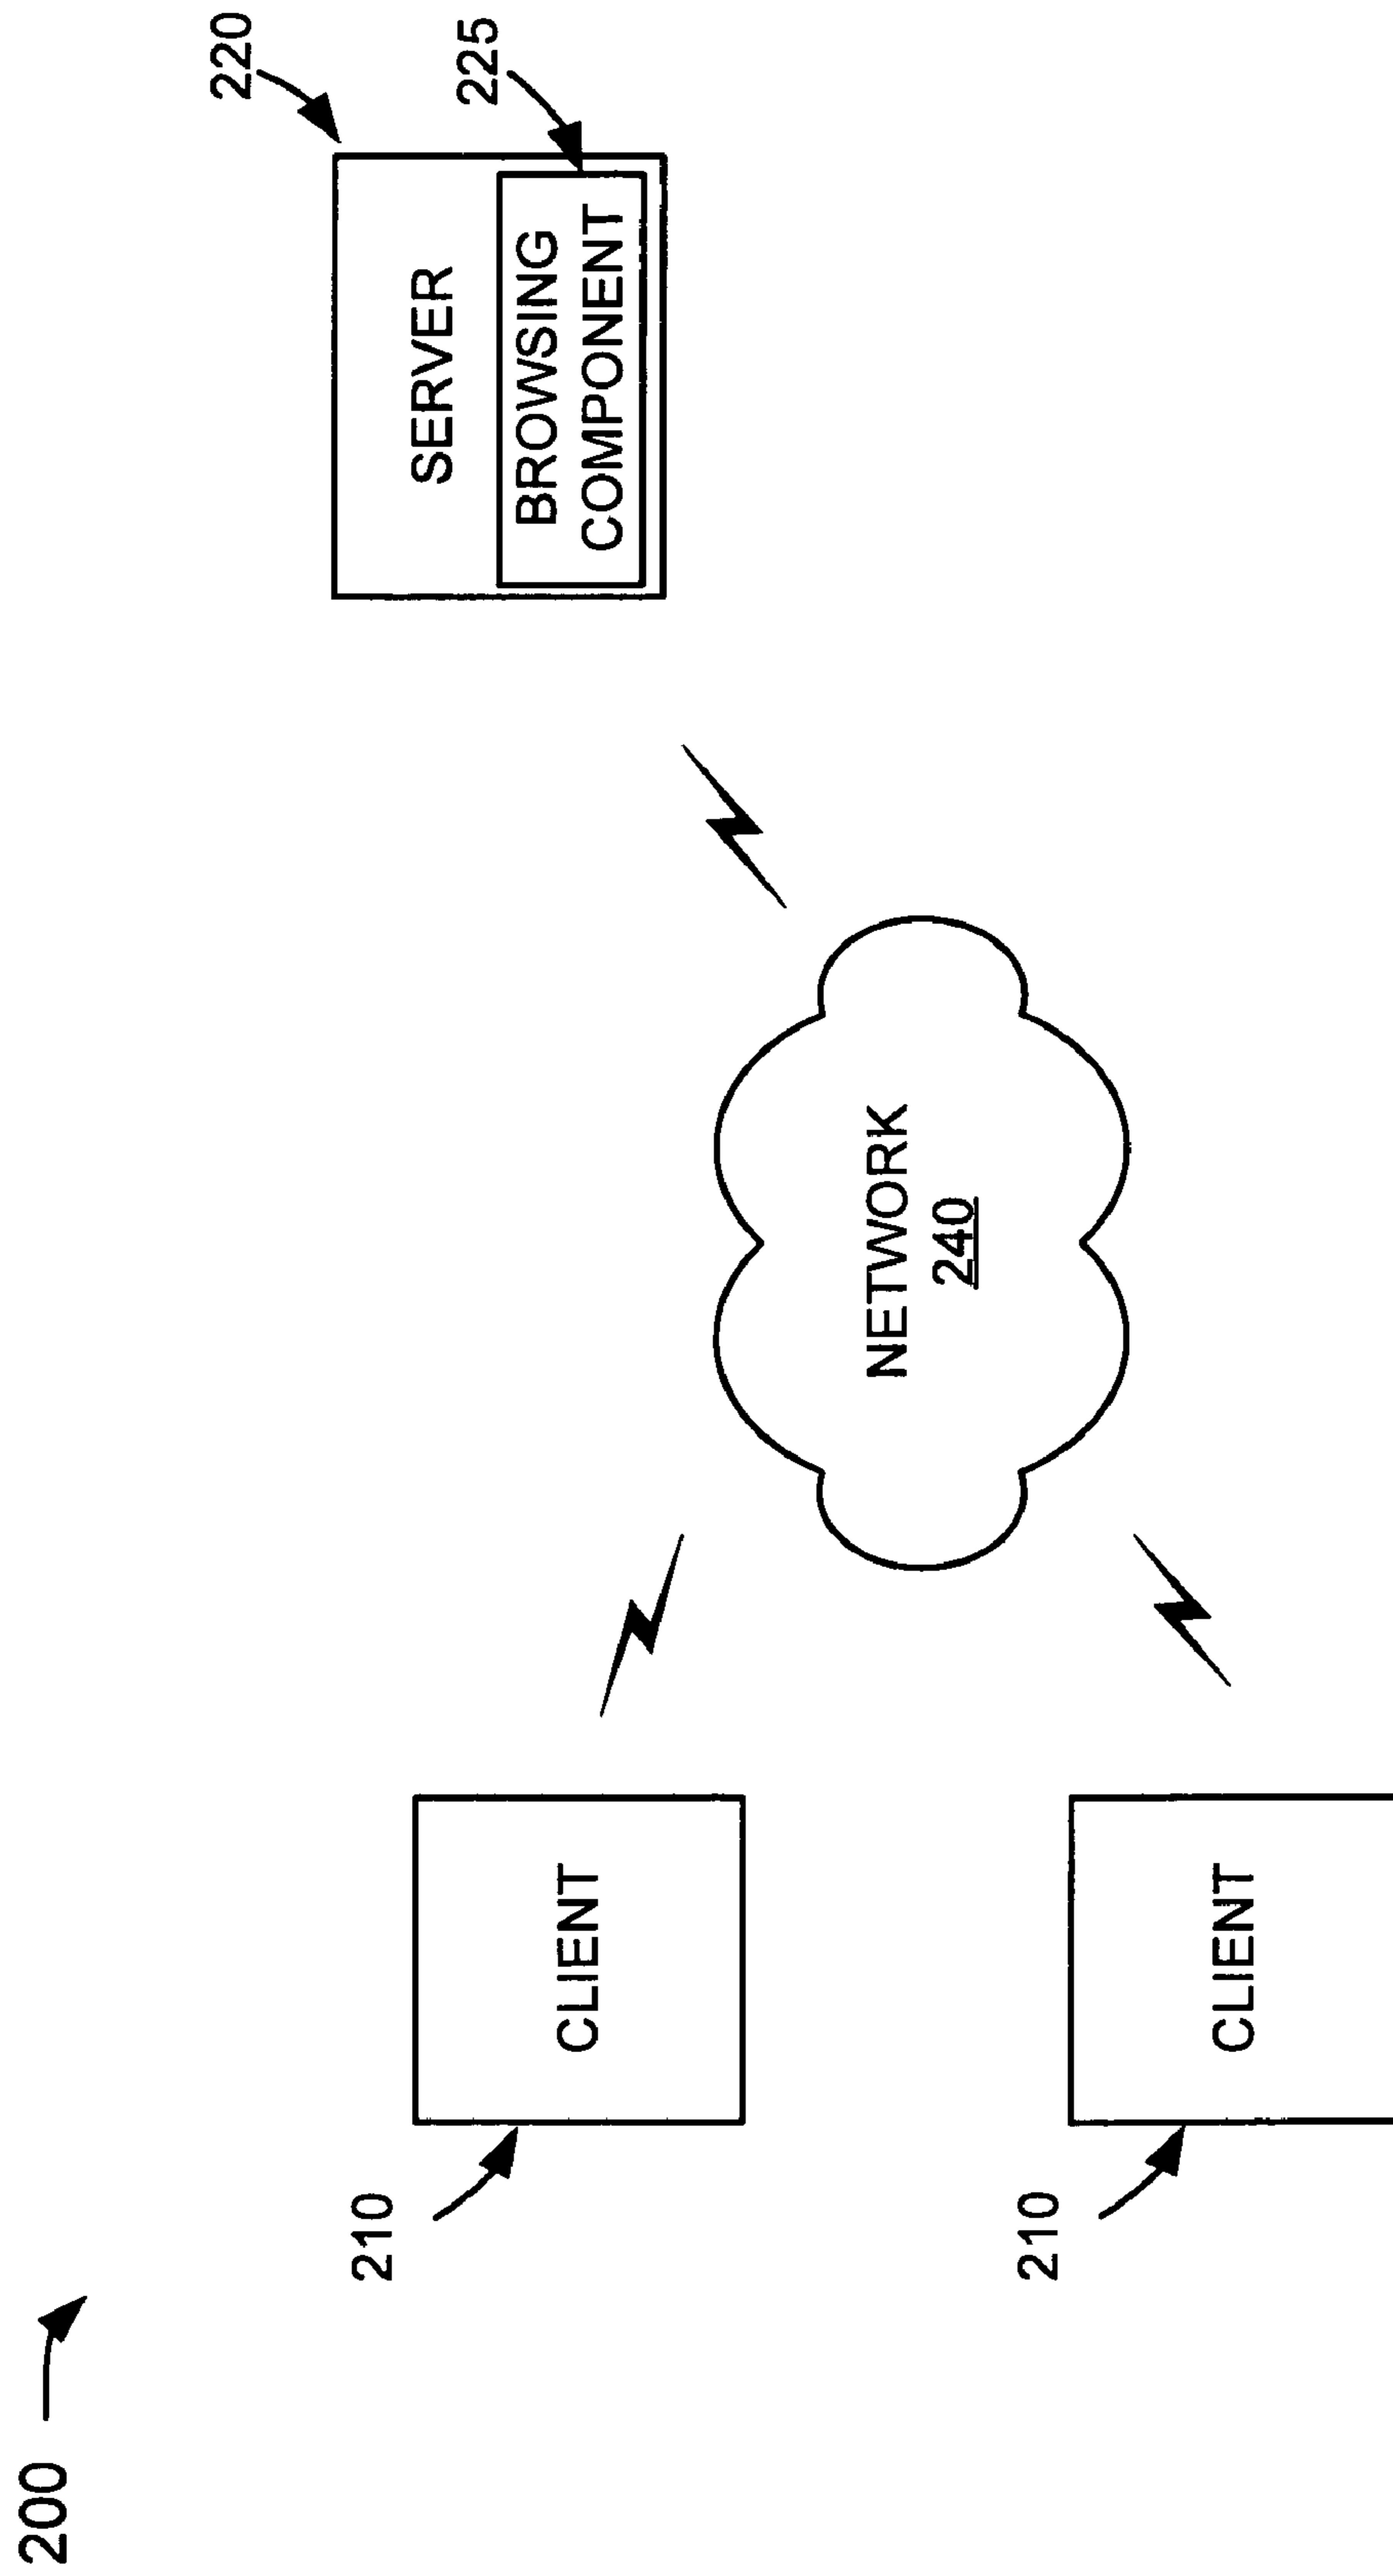 200
210
CLIENT
210
CLIENT
NETWORK
240
220
SERVER
225
BROWSING
COMPONENT